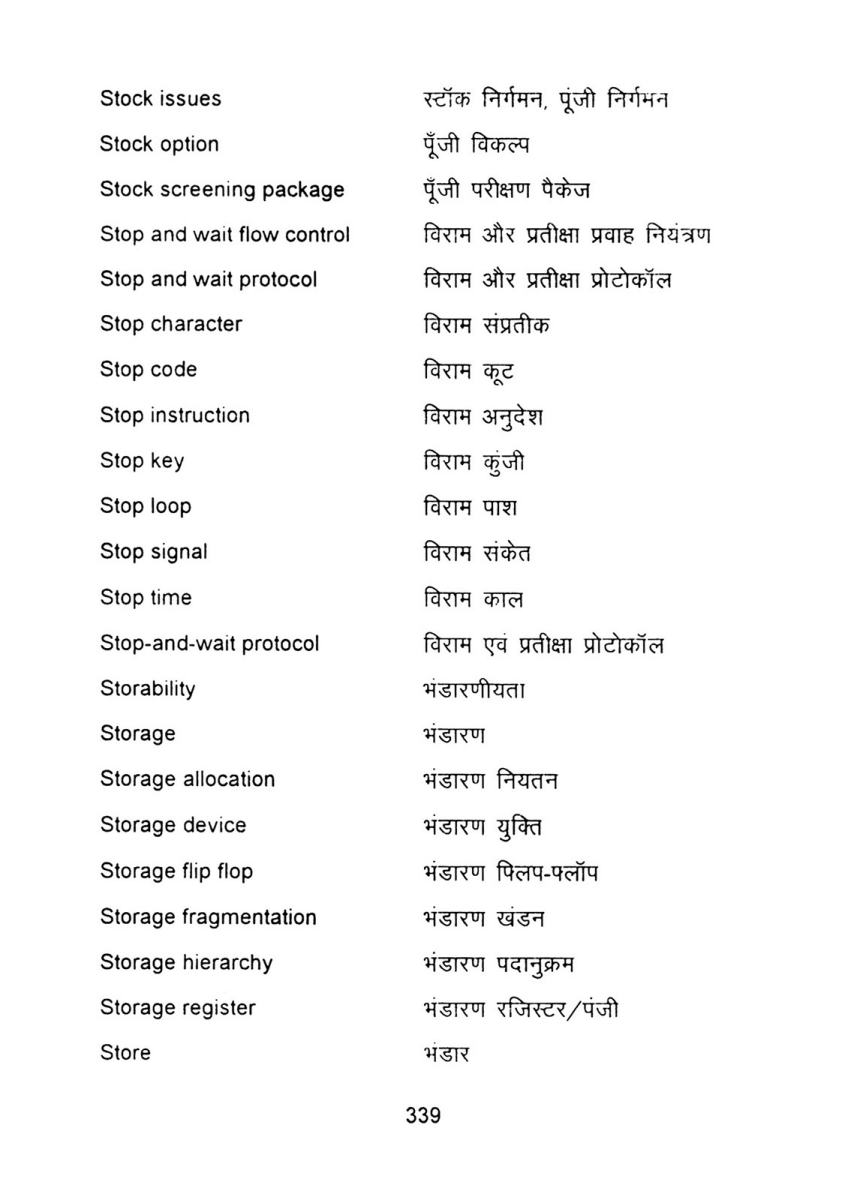 Stock issues स्टॉक निर्गमन, पूंजी निर्गमन
Stock option पूँजी विकल्प
Stock screening package पूँजी परीक्षण पैकेज
Stop and wait flow control विराम और प्रतीक्षा प्रवाह नियंत्रण
Stop and wait protocol विराम और प्रतीक्षा प्रोटोकॉल
Stop character विराम संप्रतीक
Stop code विराम कूट
Stop instruction विराम अनुदेश
Stop key विराम कुंजी
Stop loop विराम पाश
Stop signal विराम संकेत
Stop time विराम काल
Stop-and-wait protocol विराम एवं प्रतीक्षा प्रोटोकॉल
Storability भंडारणीयता
Storage भंडारण
Storage allocation भंडारण नियतन
Storage device भंडारण युक्ति
Storage flip flop भंडारण फ्लिप-फ्लॉप
Storage fragmentation भंडारण खंडन
Storage hierarchy भंडारण पदानुक्रम
Storage register भंडारण रजिस्टर/पंजी
Store भंडार
339